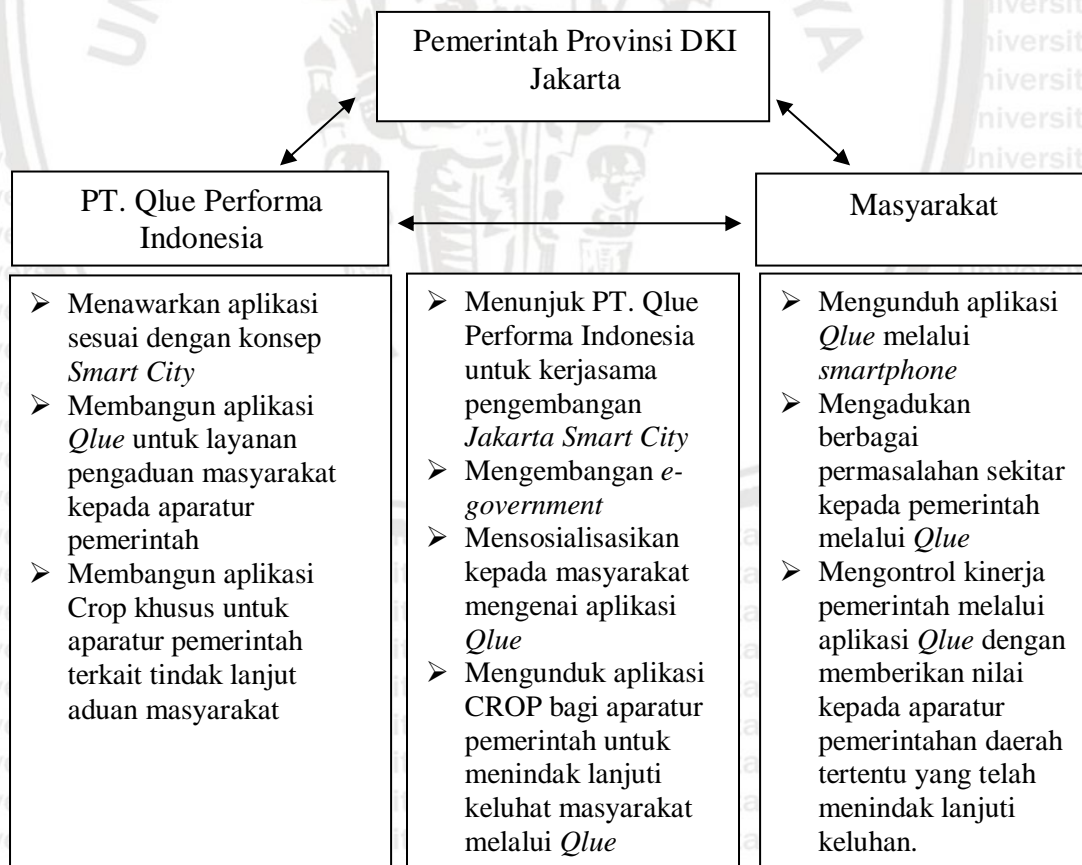 Pemerintah Provinsi DKI
Jakarta
PT. Qlue Performa
Indonesia
Masyarakat
➢ Menawarkan aplikasi
sesuai dengan konsep
Smart City
➢ Membangun aplikasi
Qlue untuk layanan
pengaduan masyarakat
kepada aparatur
pemerintah
➢ Membangun aplikasi
Crop khusus untuk
aparatur pemerintah
terkait tindak lanjut
aduan masyarakat
➢ Menunjuk PT. Qlue
Performa Indonesia
untuk kerjasama
pengembangan
Jakarta Smart City
➢ Mengembangan e-
government
➢ Mensosialisasikan
kepada masyarakat
mengenai aplikasi
Qlue
➢ Mengunduk aplikasi
CROP bagi aparatur
pemerintah untuk
menindak lanjuti
keluhat masyarakat
melalui Qlue
➢ Mengunduh aplikasi
Qlue melalui
smartphone
➢ Mengadukan
berbagai
permasalahan sekitar
kepada pemerintah
melalui Qlue
➢ Mengontrol kinerja
pemerintah melalui
aplikasi Qlue dengan
memberikan nilai
kepada aparatur
pemerintahan daerah
tertentu yang telah
menindak lanjuti
keluhan.